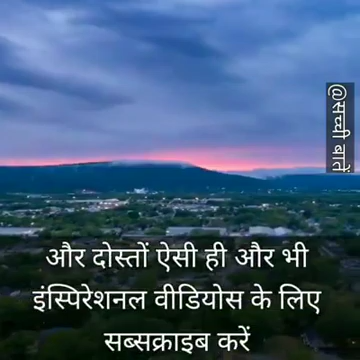 @सच्ची बातें
और दोस्तों ऐसी ही और भी
इंस्पिरेशनल वीडियोस के लिए
सब्सक्राइब करें